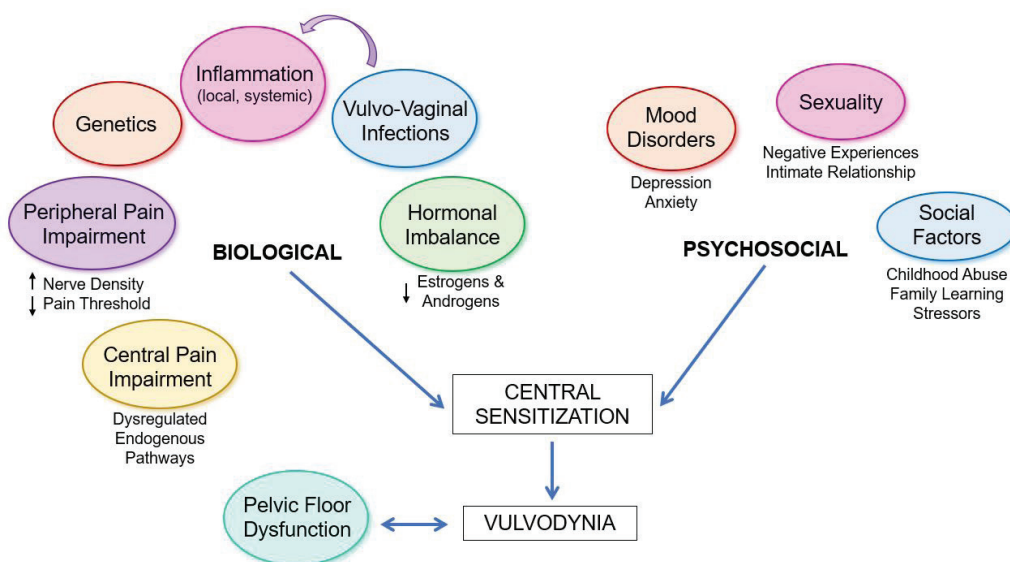 Inflammation
(local, systemic)
Vulvo-Vaginal
Infections
Genetics
Peripheral Pain
Impairment
↑ Nerve Density
↓ Pain Threshold
Hormonal
Imbalance
↓ Estrogens &
Androgens
Central Pain
Impairment
Dysregulated
Endogenous
Pathways
BIOLOGICAL
Mood
Disorders
Depression
Anxiety
Sexuality
Negative Experiences
Intimate Relationship
Social
Factors
Childhood Abuse
Family Learning
Stressors
PSYCHOSOCIAL
CENTRAL
SENSITIZATION
Pelvic Floor
Dysfunction
VULVODYNIA